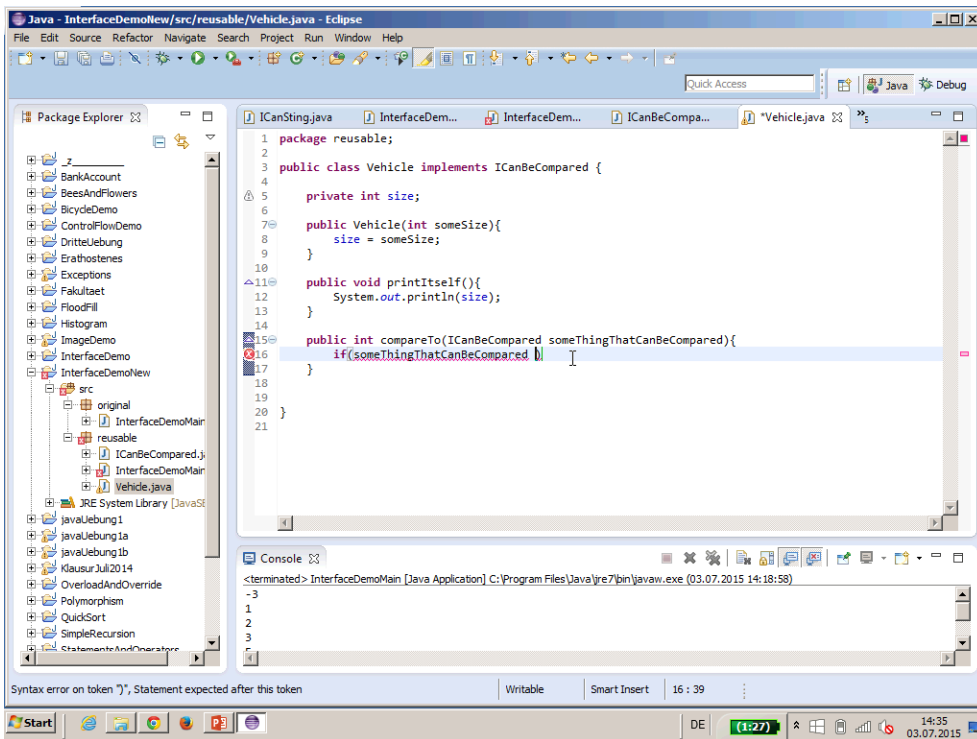 Java - InterfaceDemoNew/src/reusable/Vehicle.java - Eclipse
File Edit Source Refactor Navigate Search Project Run Window Help
Quick Access
Java
Debug
Package Explorer
_z_________
BankAccount
BeesAndFlowers
BicycleDemo
ControlFlowDemo
DritteUebung
Erathostenes
Exceptions
Fakultaet
FloodFill
Histogram
ImageDemo
InterfaceDemo
InterfaceDemoNew
src
original
InterfaceDemoMain
reusable
ICanBeCompared.j
InterfaceDemoMain
Vehicle.java
JRE System Library [JavaSE
javaUebung1
javaUebung1a
javaUebung1b
KlausurJuli2014
OverloadAndOverride
Polymorphism
QuickSort
SimpleRecursion
StatementsAndOperators
ICanSting.java
InterfaceDem...
InterfaceDem...
ICanBeCompa...
*Vehicle.java
»5
1 package reusable;
2
3 public class Vehicle implements ICanBeCompared {
4
5 private int size;
6
7 public Vehicle(int someSize){
8 size = someSize;
9 }
10
11 public void printItself(){
12 System.out.println(size);
13 }
14
15 public int compareTo(ICanBeCompared someThingThatCanBeCompared){
16 if(someThingThatCanBeCompared )
17 }
18
19
20 }
21
Console
<terminated> InterfaceDemoMain [Java Application] C:\Program Files\Java\jre7\bin\javaw.exe (03.07.2015 14:18:58)
-3
1
2
3
Syntax error on token ")", Statement expected after this token
Writable
Smart Insert
16 : 39
Start
DE
(1:27)
14:35
03.07.2015